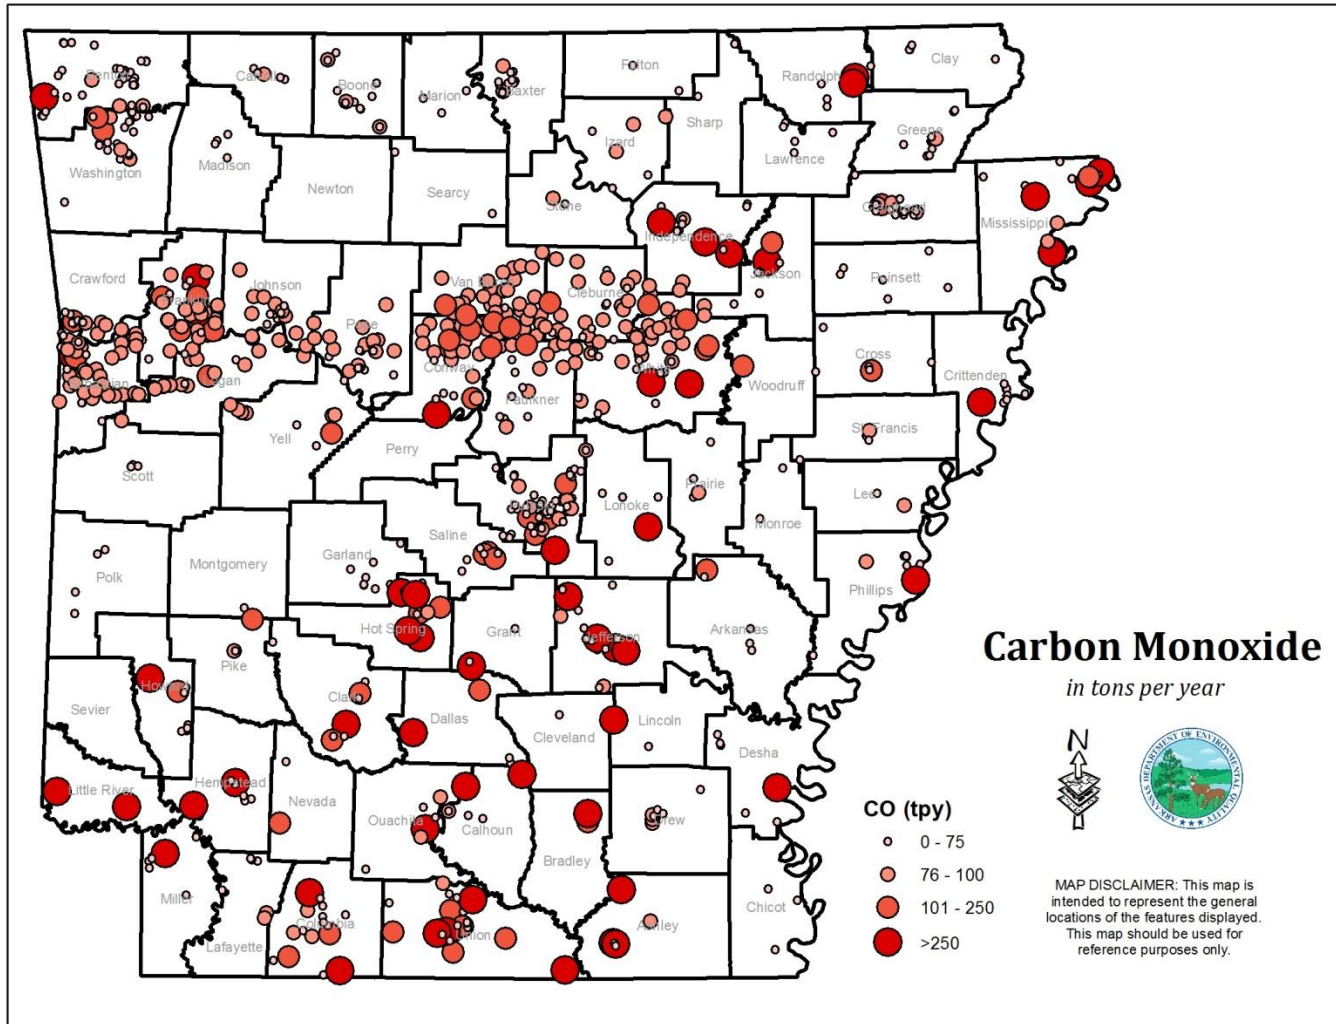 Benton
Carroll
Boone
Marion
Baxter
Fulton
Randolph
Clay
Sharp
Izard
Greene
Lawrence
Washington
Madison
Newton
Searcy
Stone
Independence
Craighead
Mississippi
Crawford
Franklin
Johnson
Pope
Van Buren
Cleburne
Jackson
Poinsett
Sebastian
Logan
Conway
Faulkner
White
Woodruff
Cross
Crittenden
Yell
Perry
St. Francis
Scott
Pulaski
Lonoke
Prairie
Monroe
Lee
Polk
Montgomery
Garland
Saline
Phillips
Hot Spring
Grant
Jefferson
Arkansas
Carbon Monoxide
in tons per year
Sevier
Howard
Pike
Clark
Dallas
Cleveland
Lincoln
Desha
N
ARKANSAS DEPARTMENT OF ENVIRONMENTAL QUALITY
Little River
Hempstead
Nevada
Ouachita
Calhoun
Bradley
Drew
CO (tpy)
0 - 75
76 - 100
101 - 250
>250
Miller
Lafayette
Columbia
Union
Ashley
Chicot
MAP DISCLAIMER: This map is
intended to represent the general
locations of the features displayed.
This map should be used for
reference purposes only.